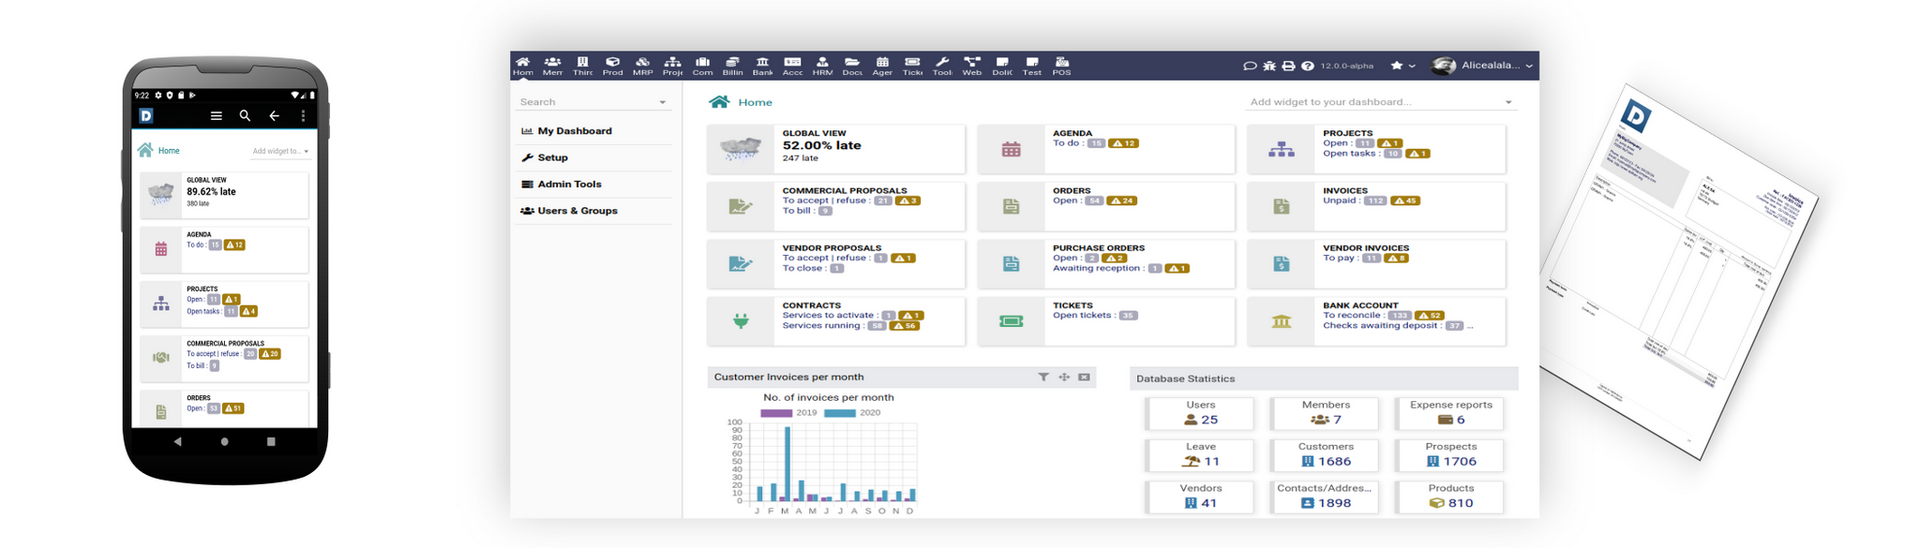 9:22
D
Home
Add widget to...
GLOBAL VIEW
89.62% late
380 late
AGENDA
To do : 15 12
PROJECTS
Open : 11 1
Open tasks : 11 4
COMMERCIAL PROPOSALS
To accept | refuse : 20 20
To bill : 9
ORDERS
Open : 53 51
Hom Mem Thirc Prod MRP Proje Com Billin Bank Acco HRM Docu Ager Ticke Tool Web DoliC Test POS
12.0.0-alpha
Alicealala...
Search
My Dashboard
Setup
Admin Tools
Users & Groups
Home
Add widget to your dashboard...
GLOBAL VIEW
52.00% late
247 late
AGENDA
To do : 15 12
PROJECTS
Open : 11 1
Open tasks : 10 1
COMMERCIAL PROPOSALS
To accept | refuse : 21 3
To bill : 9
ORDERS
Open : 54 24
INVOICES
Unpaid : 112 45
VENDOR PROPOSALS
To accept | refuse : 1 1
To close : 1
PURCHASE ORDERS
Open : 2 2
Awaiting reception : 1 1
VENDOR INVOICES
To pay : 11 8
CONTRACTS
Services to activate : 1 1
Services running : 58 56
TICKETS
Open tickets : 35
BANK ACCOUNT
To reconcile : 133 52
Checks awaiting deposit : 37 ...
Customer Invoices per month
No. of invoices per month
2019 2020
100
90
80
70
60
50
40
30
20
10
0
J F M A M J J A S O N D
Database Statistics
Users
25
Members
7
Expense reports
6
Leave
11
Customers
1686
Prospects
1706
Vendors
41
Contacts/Addres...
1898
Products
810
D